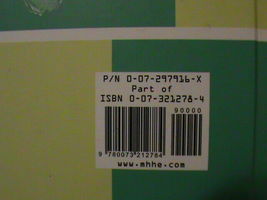 P/N 0-07-297916-X
Part of
ISBN 0-07-321278-4
90000
9 780073 212784
www.mhhe.com